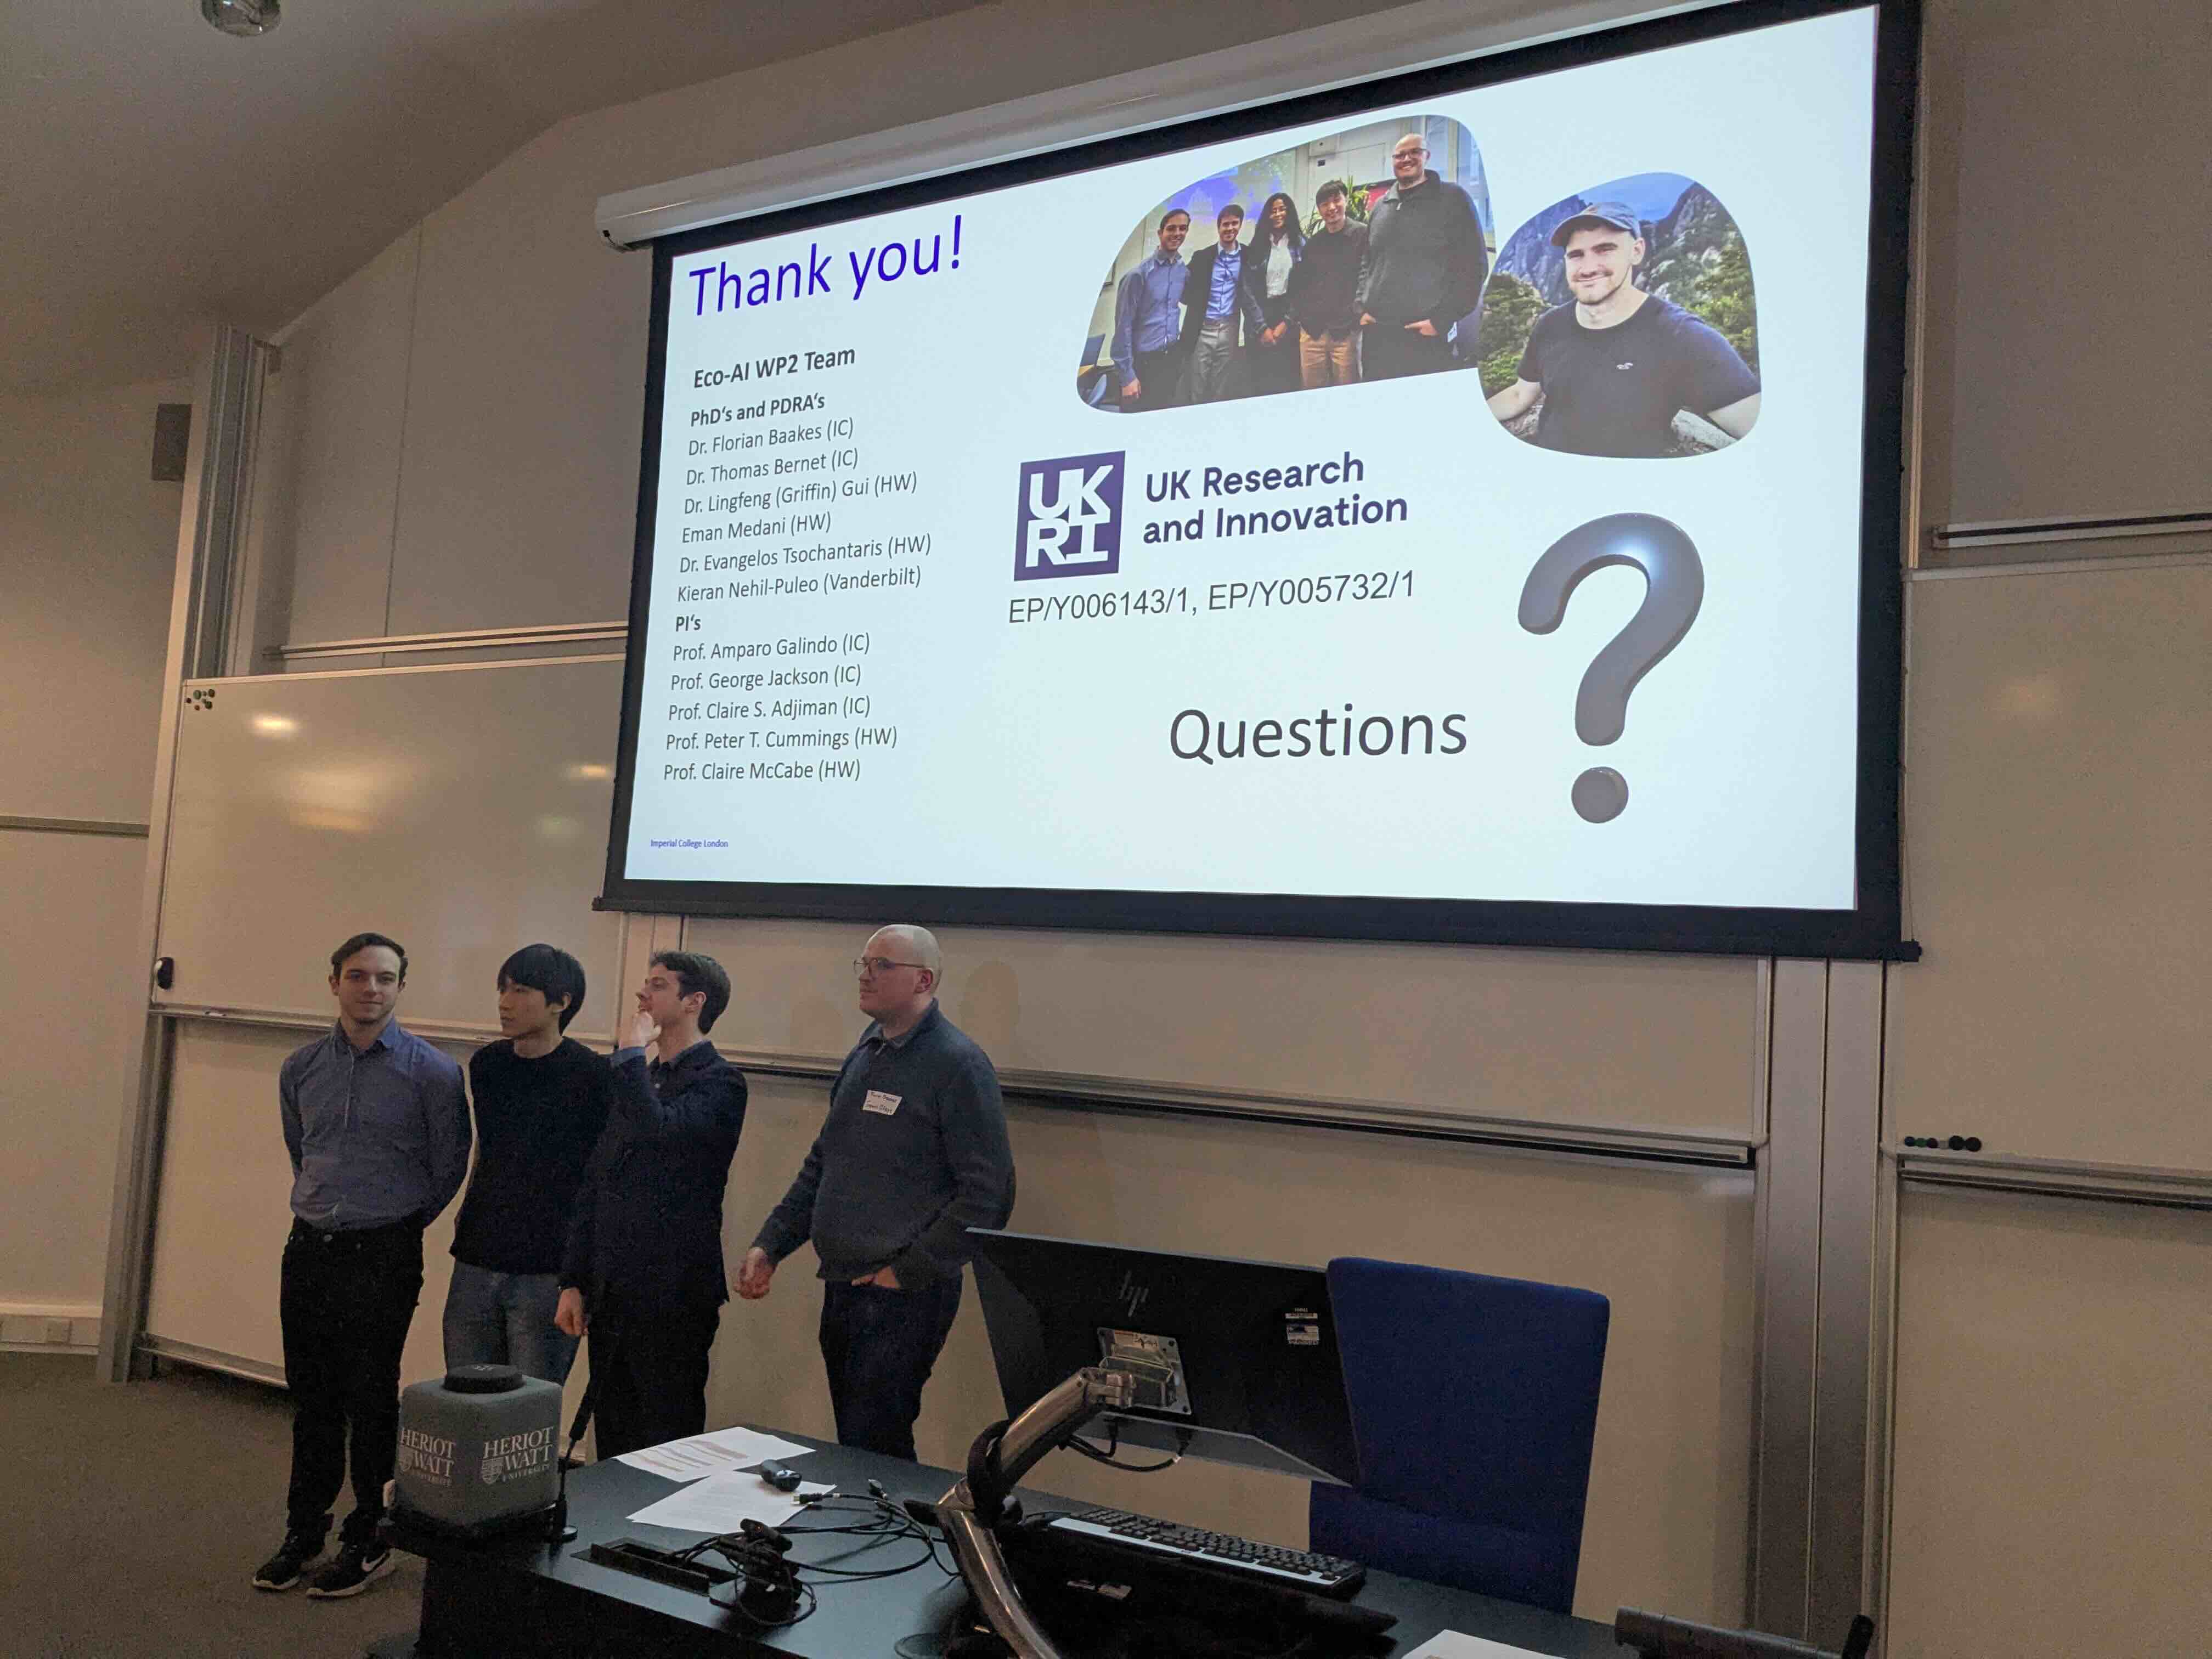 Thank you!
Eco-AI WP2 Team
PhD's and PDRA's
Dr. Florian Baakes (IC)
Dr. Thomas Bernet (IC)
Dr. Lingfeng (Griffin) Gui (HW)
Eman Medani (HW)
Dr. Evangelos Tsochantaris (HW)
Kieran Nehil-Puleo (Vanderbilt)
PI's
Prof. Amparo Galindo (IC)
Prof. George Jackson (IC)
Prof. Claire S. Adjiman (IC)
Prof. Peter T. Cummings (HW)
Prof. Claire McCabe (HW)
Imperial College London
UK
RI
UK Research
and Innovation
EP/Y006143/1, EP/Y005732/1
Questions
?
hp
HERIOT
WATT
UNIVERSITY
HERIOT
WATT
UNIVERSITY